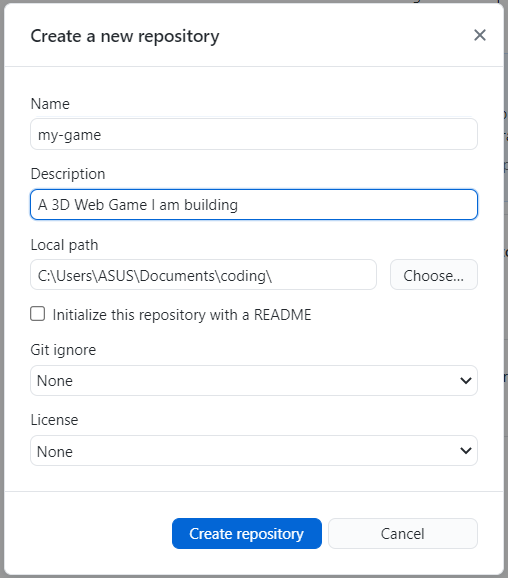 Create a new repository
Name
my-game
Description
A 3D Web Game I am building
Local path
C:\Users\ASUS\Documents\coding\
Choose...
Initialize this repository with a README
Git ignore
None
License
None
Create repository
Cancel